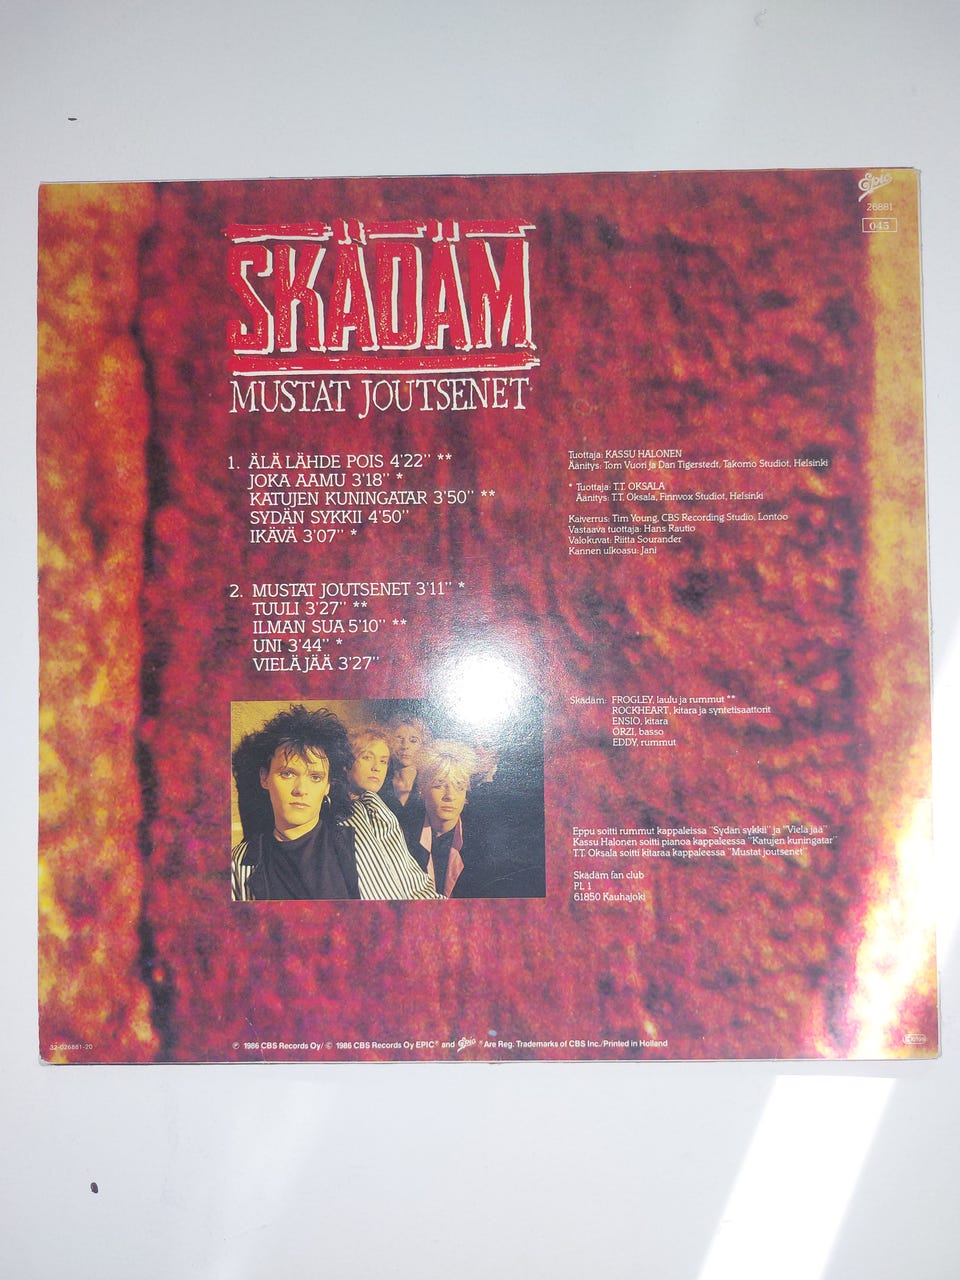 Epic
26881
045
SKÄDÄM
MUSTAT JOUTSENET
1. ÄLÄ LÄHDE POIS 4'22" **
JOKA AAMU 3'18" *
KATUJEN KUNINGATAR 3'50" **
SYDÄN SYKKII 4'50"
IKÄVÄ 3'07" *
2. MUSTAT JOUTSENET 3'11" *
TUULI 3'27" **
ILMAN SUA 5'10" **
UNI 3'44" *
VIELÄ JÄÄ 3'27"
Tuottaja: KASSU HALONEN
Äänitys: Tom Vuori ja Dan Tigerstedt, Takomo Studiot, Helsinki
* Tuottaja: T.T. OKSALA
Äänitys: T.T. Oksala, Finnvox Studiot, Helsinki
Kaiverrus: Tim Young, CBS Recording Studio, Lontoo
Vastaava tuottaja: Hans Rautio
Valokuvat: Riitta Sourander
Kannen ulkoasu: Jani
Skädäm: FROGLEY, laulu ja rummut **
ROCKHEART, kitara ja syntetisaattorit
ENSIO, kitara
ÖRZI, basso
EDDY, rummut
Eppu soitti rummut kappaleissa "Sydän sykkii" ja "Vielä jää"
Kassu Halonen soitti pianoa kappaleessa "Katujen kuningatar"
T.T. Oksala soitti kitaraa kappaleessa "Mustat joutsenet"
Skädäm fan club
PL 1
61850 Kauhajoki
32-026881-20
℗ 1986 CBS Records Oy/ © 1986 CBS Records Oy EPIC® and Epic ® Are Reg. Trademarks of CBS Inc./Printed in Holland